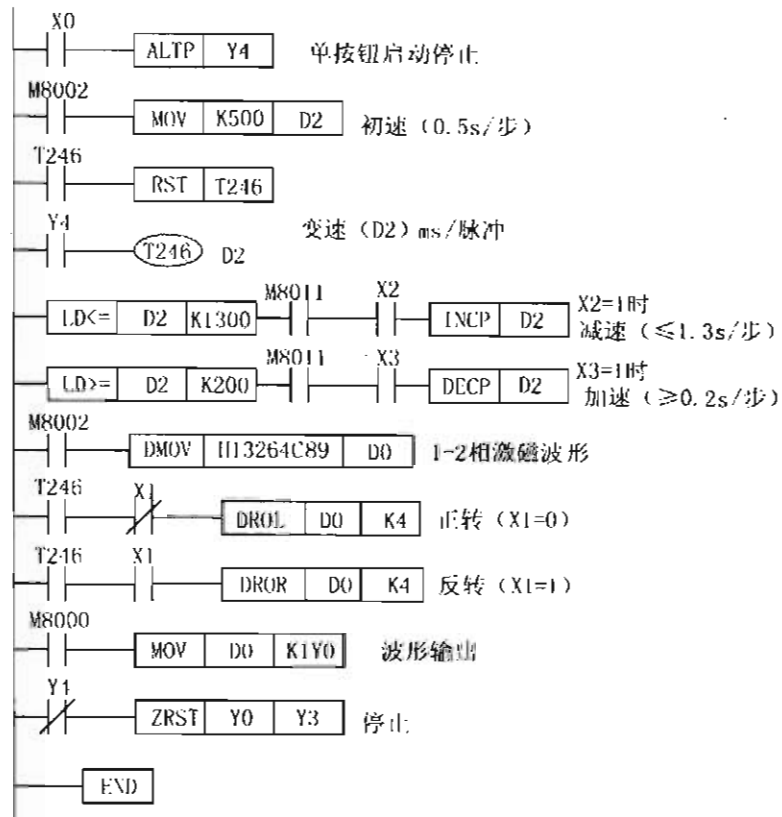 X0
ALTP Y4 单按钮启动停止
M8002
MOV K500 D2 初速（0.5s/步）
T246
RST T246
Y4
T246 D2 变速（D2）ms/脉冲
LD<= D2 K1300 M8011 X2 INCP D2 X2=1时
减速（≤1.3s/步）
LD>= D2 K200 M8011 X3 DECP D2 X3=1时
加速（≥0.2s/步）
M8002
DMOV H13264C89 D0 1-2相激磁波形
T246 X1
DROL D0 K4 正转（X1=0）
T246 X1
DROR D0 K4 反转（X1=1）
M8000
MOV D0 K1Y0 波形输出
Y4
ZRST Y0 Y3 停止
END